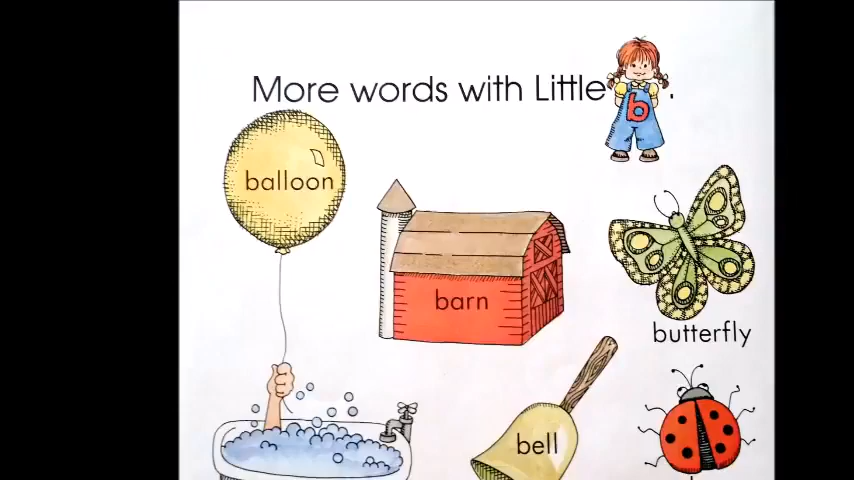 More words with Little b.
balloon
barn
butterfly
bell